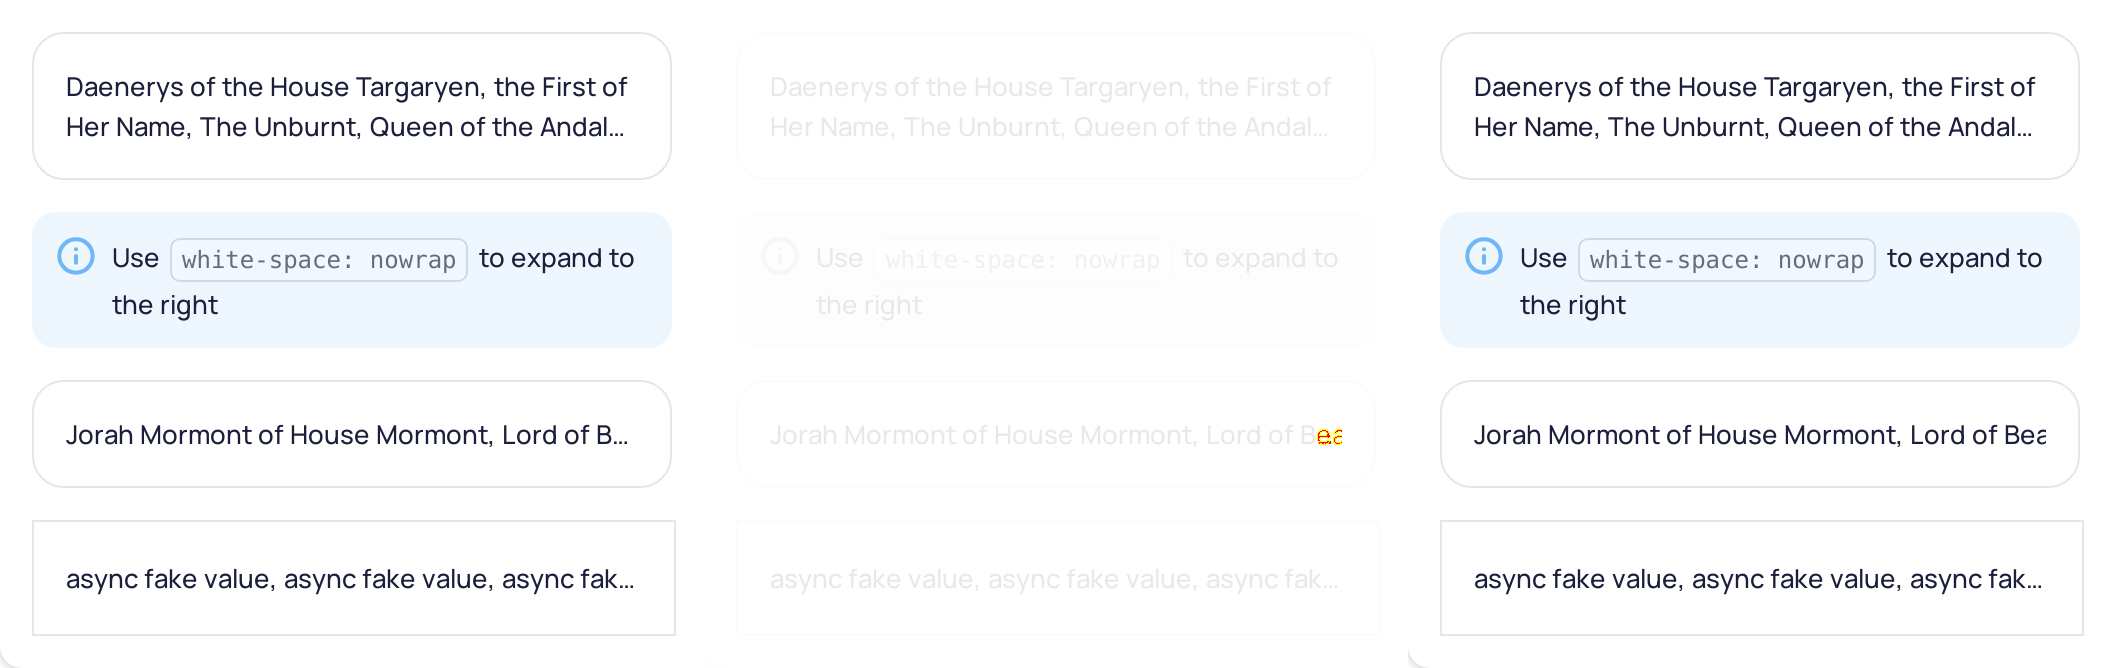 Daenerys of the House Targaryen, the First of
Her Name, The Unburnt, Queen of the Andal…
Use white-space: nowrap to expand to
the right
Jorah Mormont of House Mormont, Lord of B…
async fake value, async fake value, async fak…
Daenerys of the House Targaryen, the First of
Her Name, The Unburnt, Queen of the Andal…
Use white-space: nowrap to expand to
the right
Jorah Mormont of House Mormont, Lord of Bea
async fake value, async fake value, async fak…
Daenerys of the House Targaryen, the First of
Her Name, The Unburnt, Queen of the Andal…
Use white-space: nowrap to expand to
the right
Jorah Mormont of House Mormont, Lord of Bea
async fake value, async fake value, async fak…